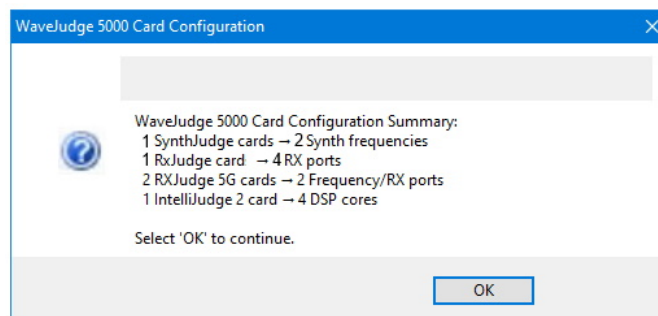 WaveJudge 5000 Card Configuration
WaveJudge 5000 Card Configuration Summary:
1 SynthJudge cards → 2 Synth frequencies
1 RxJudge card → 4 RX ports
2 RXJudge 5G cards → 2 Frequency/RX ports
1 IntelliJudge 2 card → 4 DSP cores
Select 'OK' to continue.
OK